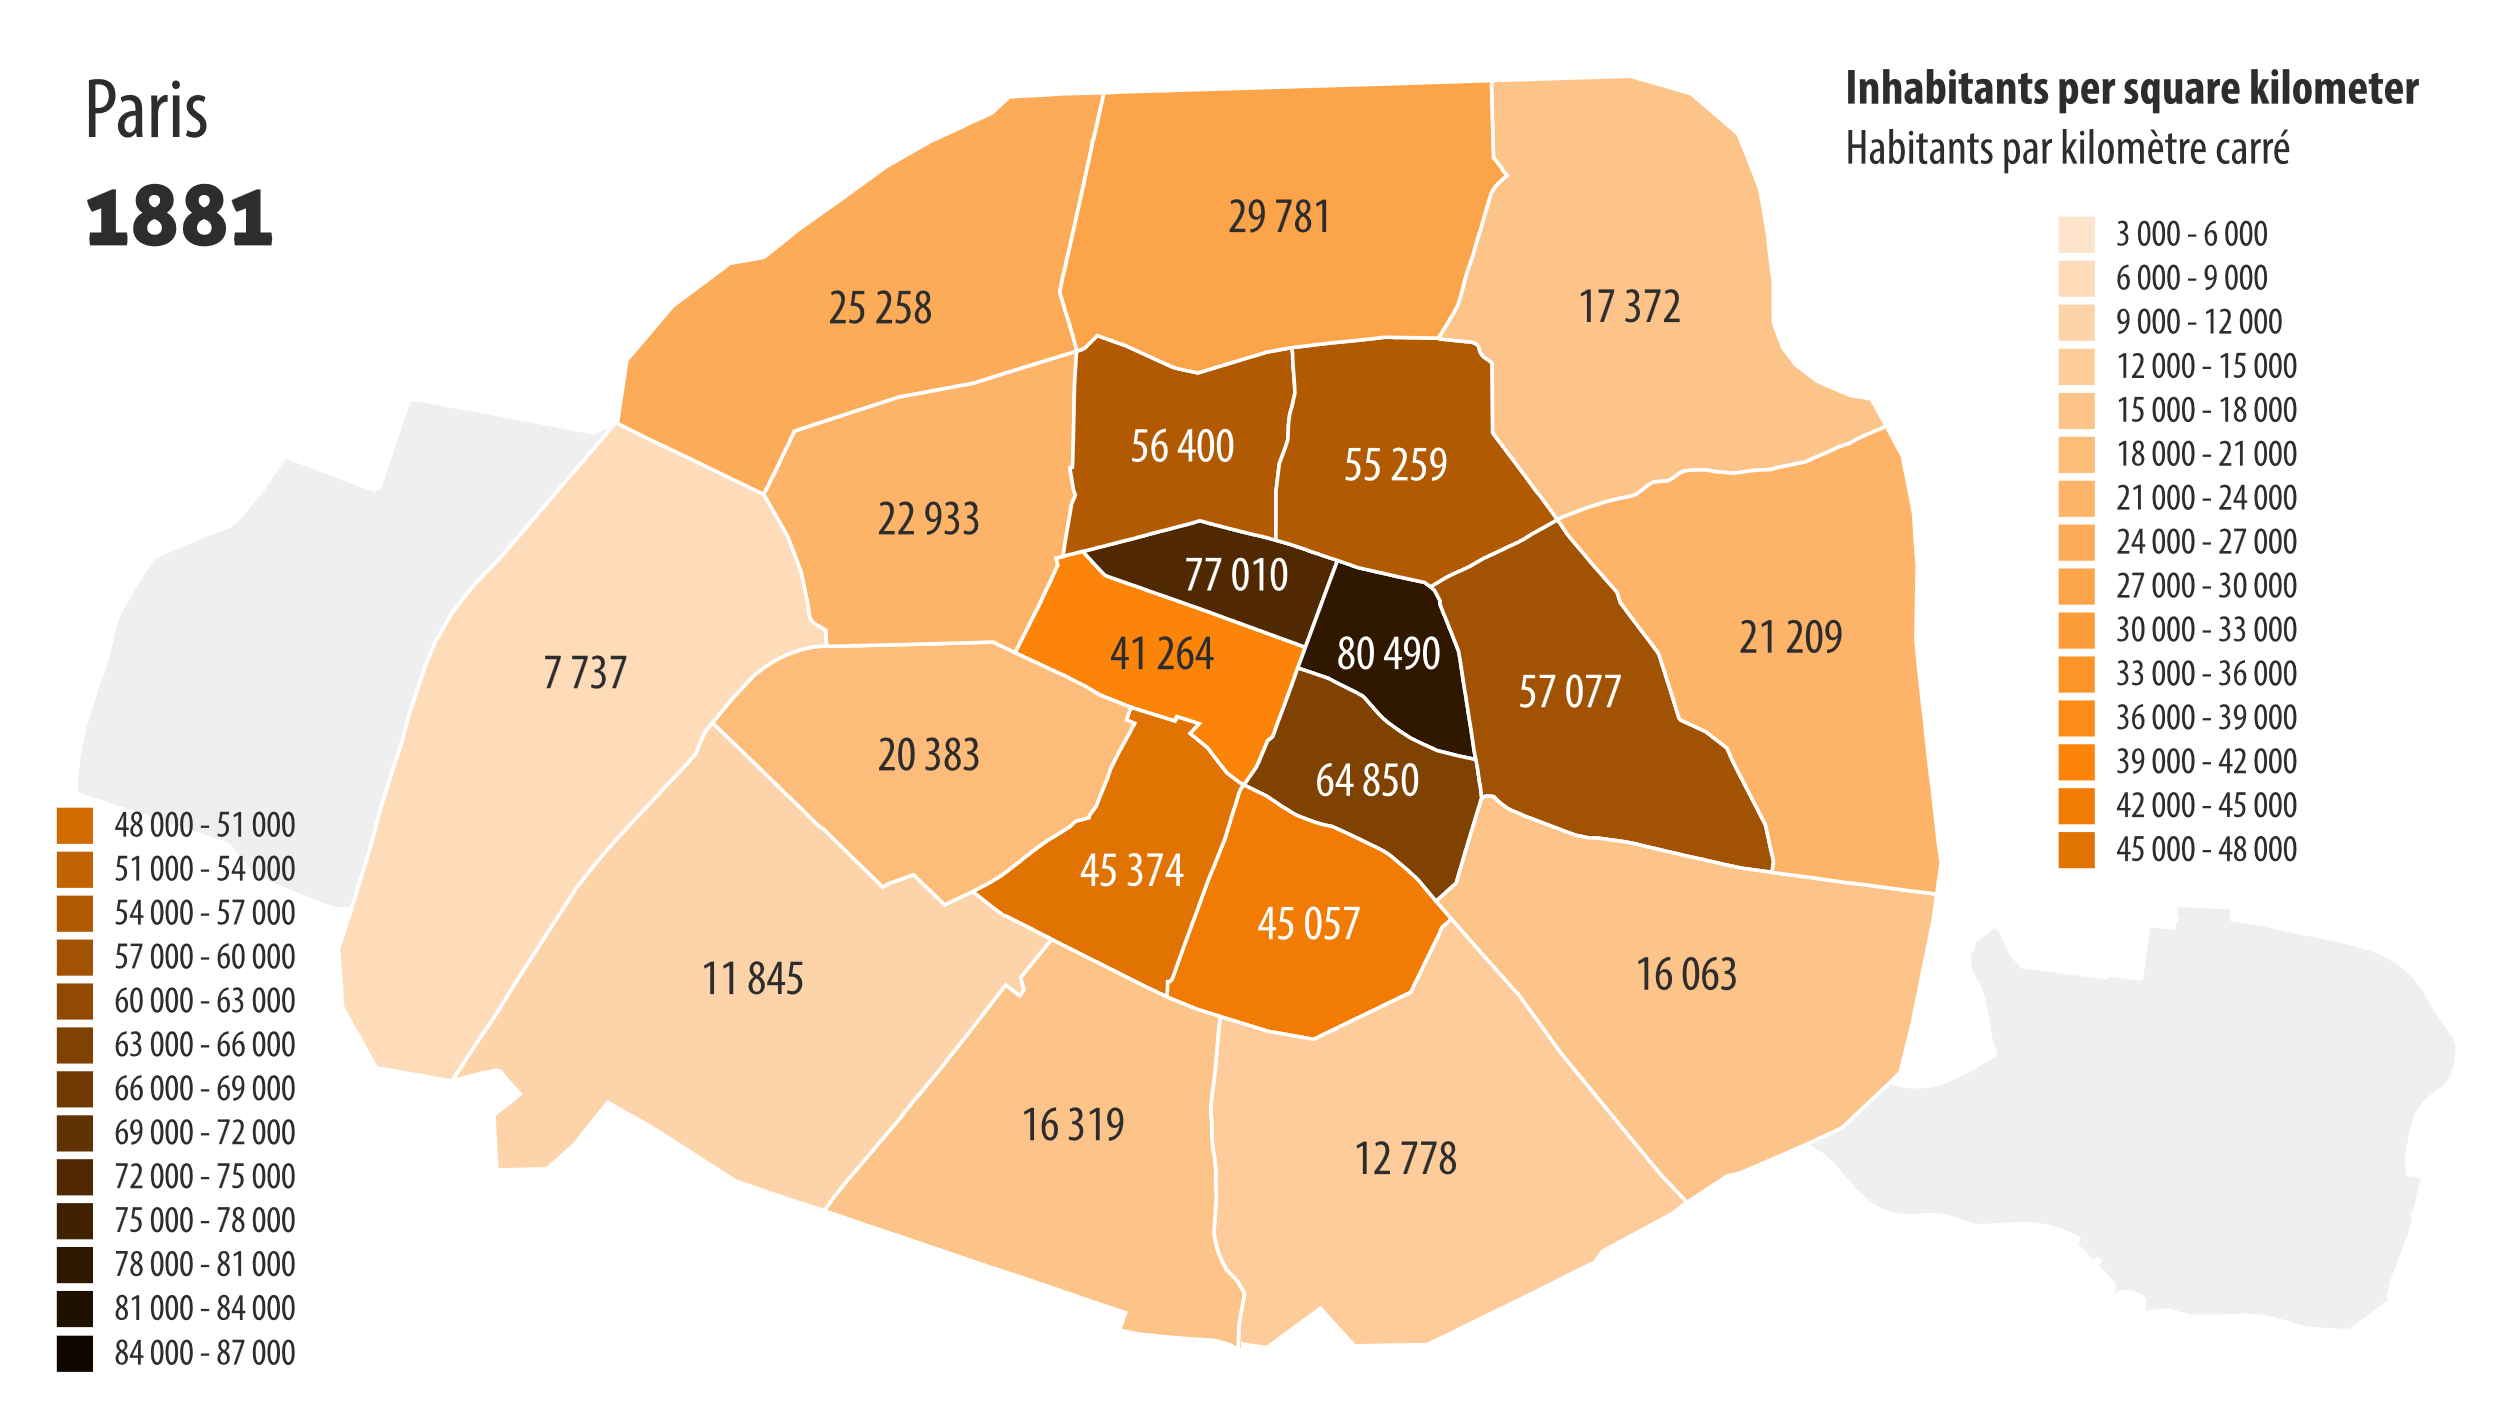 Paris
1881
Inhabitants per square kilometer
Habitants par kilomètre carré
3 000 - 6 000
6 000 - 9 000
9 000 - 12 000
12 000 - 15 000
15 000 - 18 000
18 000 - 21 000
21 000 - 24 000
24 000 - 27 000
27 000 - 30 000
30 000 - 33 000
33 000 - 36 000
36 000 - 39 000
39 000 - 42 000
42 000 - 45 000
45 000 - 48 000
48 000 - 51 000
51 000 - 54 000
54 000 - 57 000
57 000 - 60 000
60 000 - 63 000
63 000 - 66 000
66 000 - 69 000
69 000 - 72 000
72 000 - 75 000
75 000 - 78 000
78 000 - 81 000
81 000 - 84 000
84 000 - 87 000
29 781
25 258
17 372
56 400
55 259
22 933
77 010
41 264
80 490
21 209
7 737
57 077
20 383
64 850
45 374
45 057
11 845
16 063
16 319
12 778